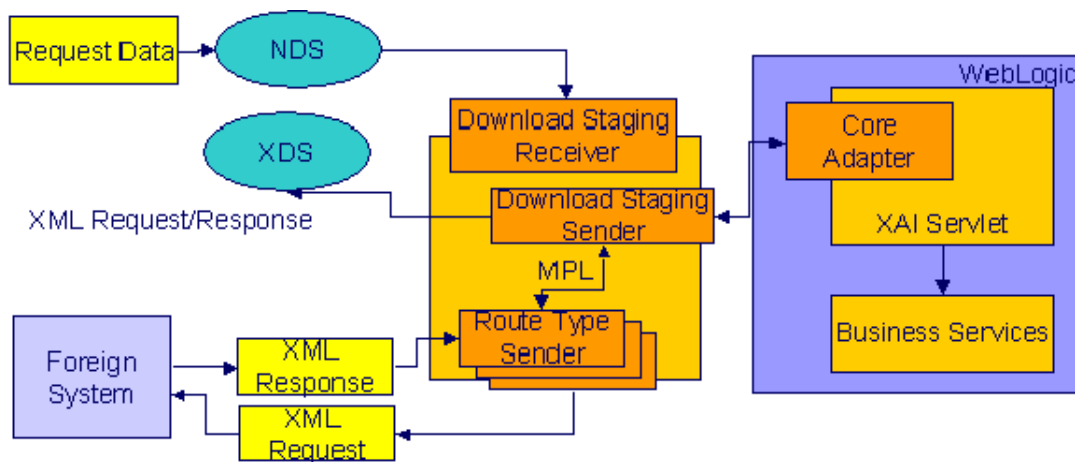 Request Data
NDS
WebLogic
Download Staging
Receiver
Core
Adapter
XDS
Download Staging
Sender
XML Request/Response
XAI Servlet
MPL
Route Type
Sender
Business Services
Foreign
System
XML
Response
XML
Request